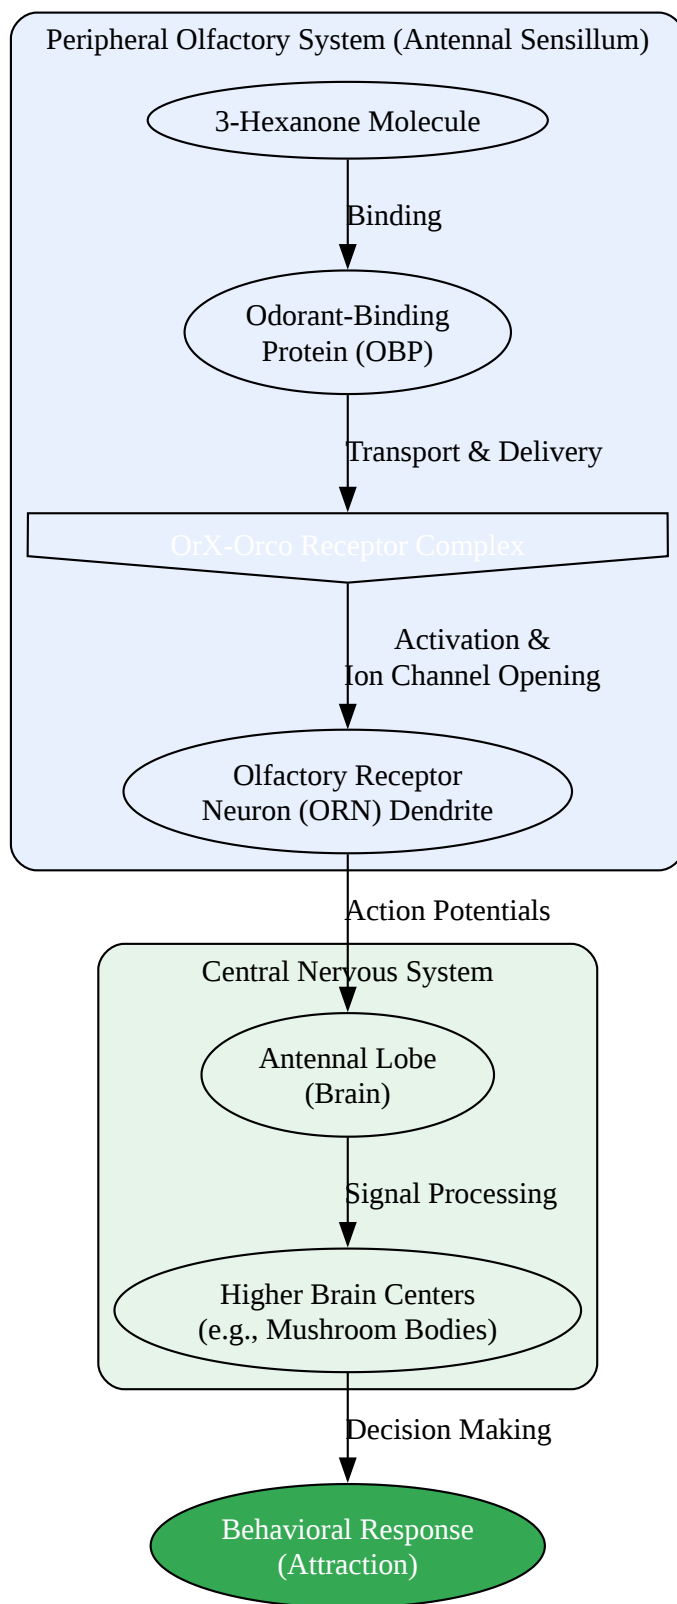 Peripheral Olfactory System (Antennal Sensillum)
3-Hexanone Molecule
Binding
Odorant-Binding
Protein (OBP)
Transport & Delivery
OrX-Orco Receptor Complex
Activation &
Ion Channel Opening
Olfactory Receptor
Neuron (ORN) Dendrite
Action Potentials
Central Nervous System
Antennal Lobe
(Brain)
Signal Processing
Higher Brain Centers
(e.g., Mushroom Bodies)
Decision Making
Behavioral Response
(Attraction)